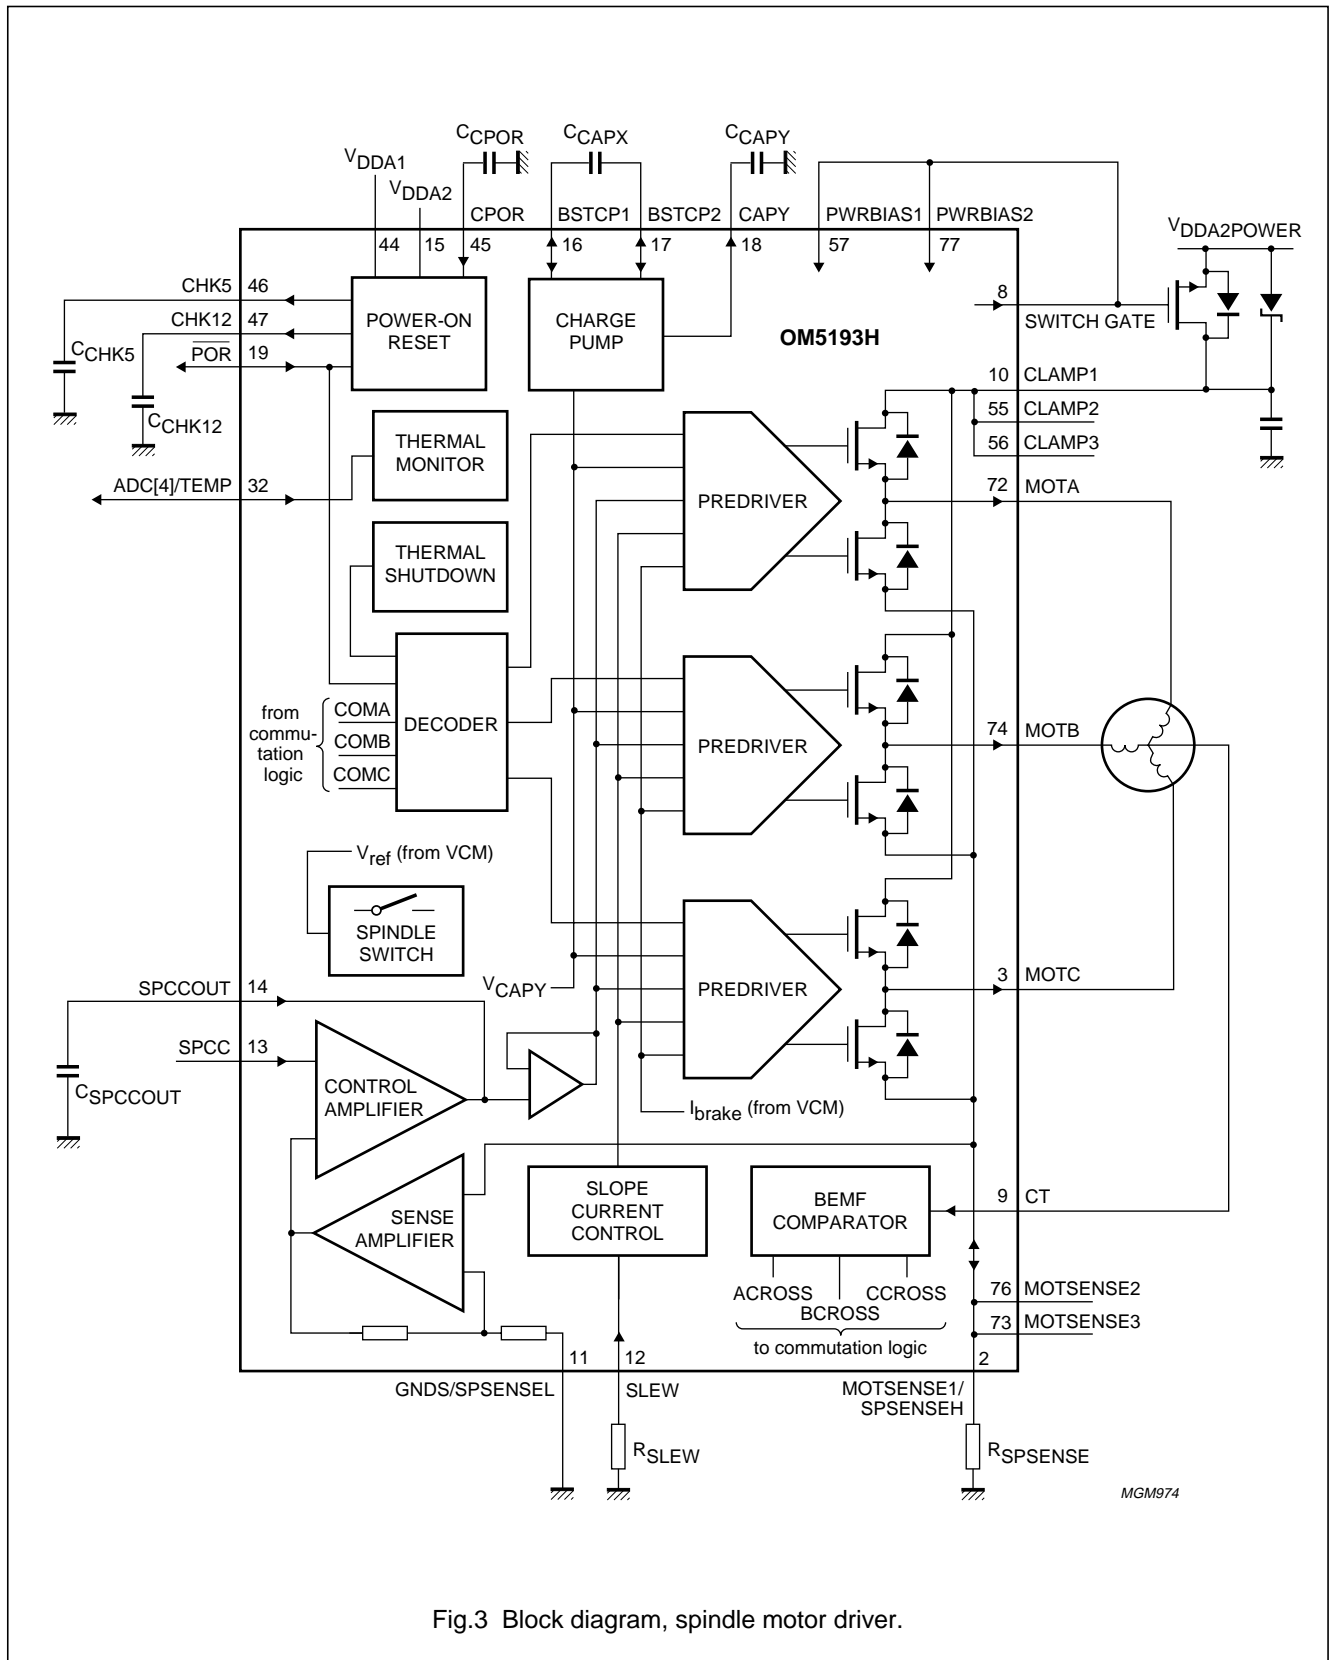 CCPOR
CCAPX
CCAPY
VDDA1
VDDA2
CPOR
BSTCP1
BSTCP2
CAPY
PWRBIAS1
PWRBIAS2
44
15
45
16
17
18
57
77
VDDA2POWER
CHK5
46
CHK12
47
POR
19
CCHK5
CCHK12
POWER-ON
RESET
CHARGE
PUMP
OM5193H
8
SWITCH GATE
10
CLAMP1
55
CLAMP2
56
CLAMP3
THERMAL
MONITOR
ADC[4]/TEMP
32
PREDRIVER
72
MOTA
THERMAL
SHUTDOWN
from
commu-
tation
logic
COMA
COMB
COMC
DECODER
PREDRIVER
74
MOTB
Vref (from VCM)
SPINDLE
SWITCH
VCAPY
PREDRIVER
3
MOTC
SPCCOUT
14
SPCC
13
CSPCCOUT
CONTROL
AMPLIFIER
Ibrake (from VCM)
SENSE
AMPLIFIER
SLOPE
CURRENT
CONTROL
BEMF
COMPARATOR
9
CT
ACROSS
BCROSS
CCROSS
to commutation logic
76
MOTSENSE2
73
MOTSENSE3
11
12
2
GNDS/SPSENSEL
SLEW
MOTSENSE1/
SPSENSEH
RSLEW
RSPSENSE
MGM974
Fig.3 Block diagram, spindle motor driver.